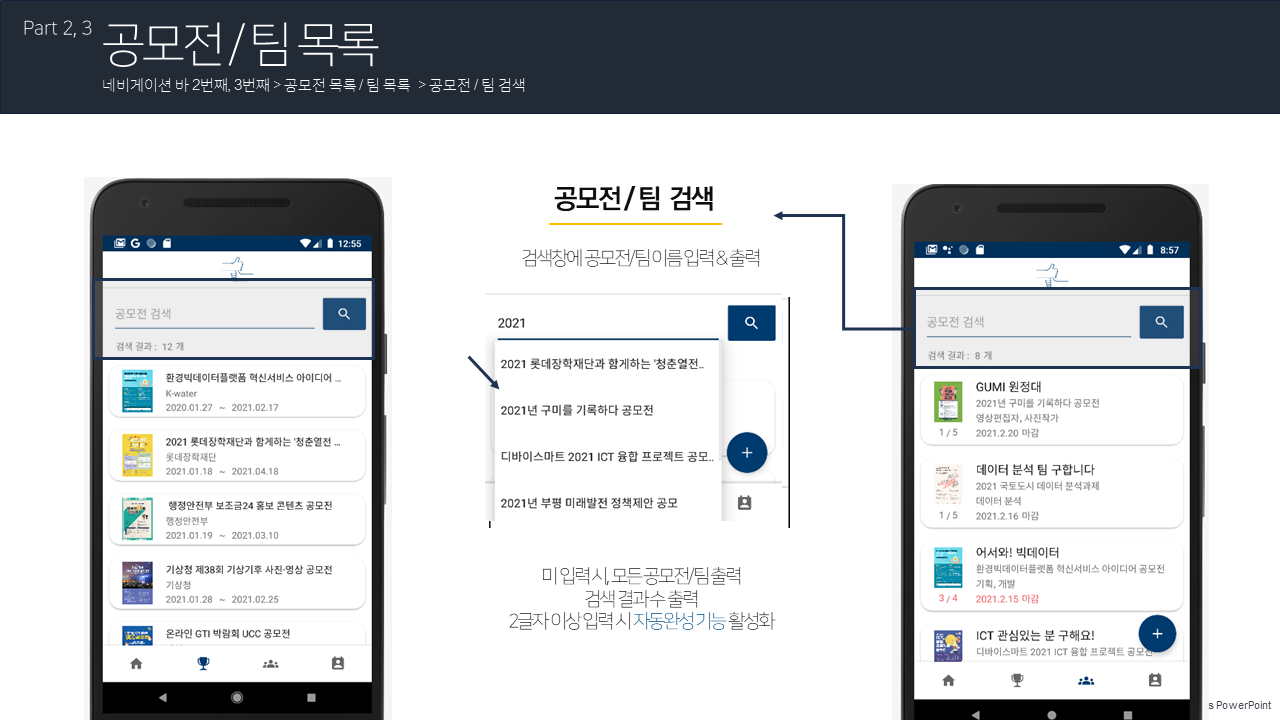 Part 2, 3
공모전 / 팀 목록
네비게이션 바 2번째, 3번째 > 공모전 목록 / 팀 목록 > 공모전 / 팀 검색
12:55
팀
공모전 검색
검색 결과 : 12 개
환경빅데이터플랫폼 혁신서비스 아이디어 ...
K-water
2020.01.27 ~ 2021.02.17
2021 롯데장학재단과 함께하는 '청춘열전 ...
롯데장학재단
2021.01.18 ~ 2021.04.18
행정안전부 보조금24 홍보 콘텐츠 공모전
행정안전부
2021.01.19 ~ 2021.03.10
기상청 제38회 기상기후 사진·영상 공모전
기상청
2021.01.28 ~ 2021.02.25
온라인 GTI 박람회 UCC 공모전
공모전 / 팀 검색
검색창에 공모전/팀 이름 입력 & 출력
2021
2021 롯데장학재단과 함께하는 '청춘열전..
2021년 구미를 기록하다 공모전
디바이스마트 2021 ICT 융합 프로젝트 공모..
2021년 부평 미래발전 정책제안 공모
미 입력 시, 모든 공모전/팀 출력
검색 결과 수 출력
2글자 이상 입력 시 자동완성 기능 활성화
8:57
팀
공모전 검색
검색 결과 : 8 개
GUMI 원정대
2021년 구미를 기록하다 공모전
영상편집자, 사진작가
1 / 5
2021.2.20 마감
데이터 분석 팀 구합니다
2021 국토도시 데이터 분석과제
데이터 분석
1 / 5
2021.2.16 마감
어서와! 빅데이터
환경빅데이터플랫폼 혁신서비스 아이디어 공모전
기획, 개발
3 / 4
2021.2.15 마감
ICT 관심있는 분 구해요!
디바이스마트 2021 ICT 융합 프로젝트 공모전
s PowerPoint